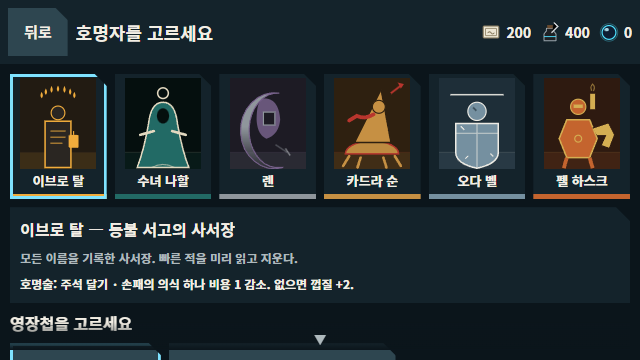 뒤로
호명자를 고르세요
200
400
0
이브로 탈
수녀 나할
렌
카드라 순
오다 벨
펠 하스크
이브로 탈 — 등불 서고의 사서장
모든 이름을 기록한 사서장. 빠른 적을 미리 읽고 지운다.
호명술: 주석 달기 · 손패의 의식 하나 비용 1 감소. 없으면 껍질 +2.
영장첩을 고르세요